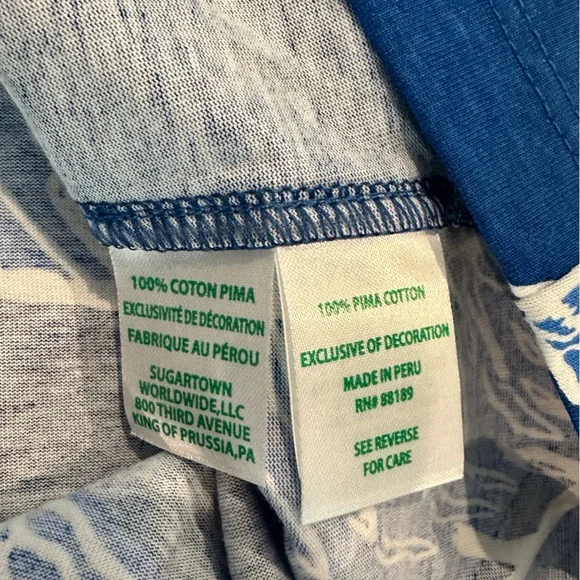 100% COTON PIMA
EXCLUSIVITÉ DE DÉCORATION
FABRIQUE AU PÉROU
SUGARTOWN
WORLDWIDE,LLC
800 THIRD AVENUE
KING OF PRUSSIA,PA
100% PIMA COTTON
EXCLUSIVE OF DECORATION
MADE IN PERU
RN# 88189
SEE REVERSE
FOR CARE